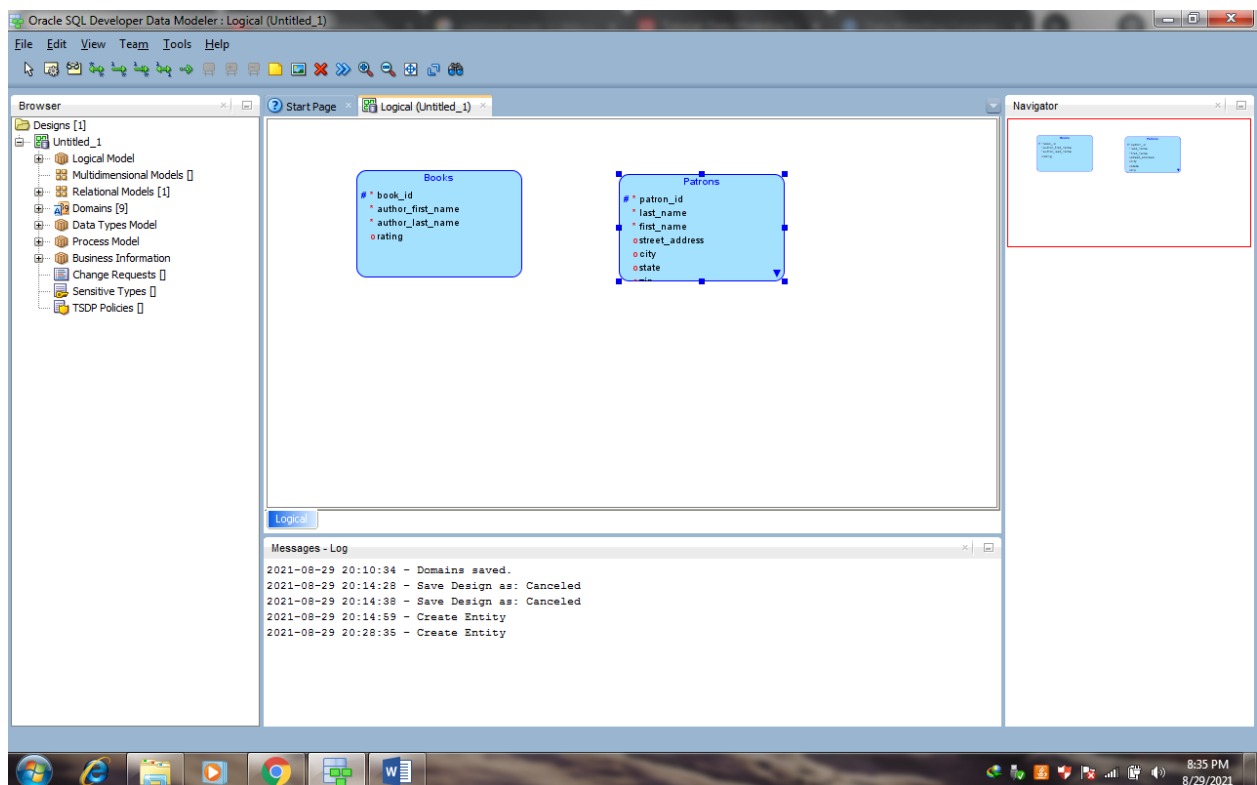 Oracle SQL Developer Data Modeler : Logical (Untitled_1)
File Edit View Team Tools Help
Browser
Designs [1]
Untitled_1
Logical Model
Multidimensional Models []
Relational Models [1]
Domains [9]
Data Types Model
Process Model
Business Information
Change Requests []
Sensitive Types []
TSDP Policies []
Start Page
Logical (Untitled_1)
Books
# * book_id
* author_first_name
* author_last_name
o rating
Patrons
# * patron_id
* last_name
* first_name
o street_address
o city
o state
Logical
Messages - Log
2021-08-29 20:10:34 - Domains saved.
2021-08-29 20:14:28 - Save Design as: Canceled
2021-08-29 20:14:38 - Save Design as: Canceled
2021-08-29 20:14:59 - Create Entity
2021-08-29 20:28:35 - Create Entity
Navigator
8:35 PM
8/29/2021